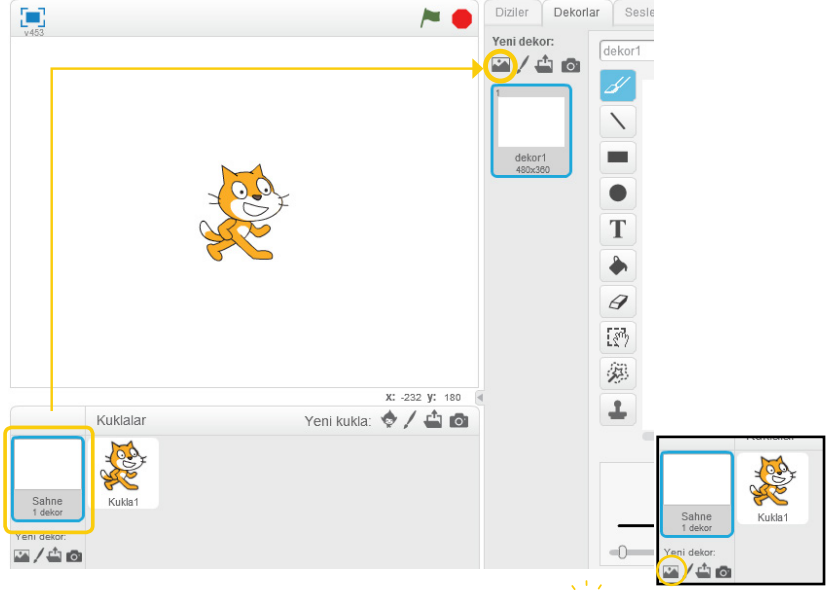 v453
Diziler
Dekorlar
Sesle
Yeni dekor:
dekor1
1
dekor1
480x360
T
x: -232 y: 180
Kuklalar
Yeni kukla:
Sahne
1 dekor
Kukla1
Yeni dekor:
Kuklalar
Sahne
1 dekor
Kukla1
Yeni dekor: